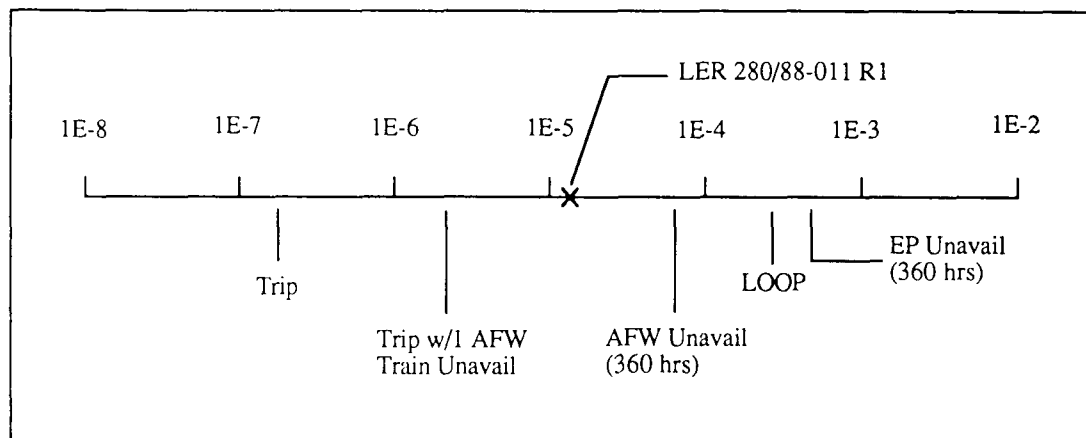 LER 280/88-011 R1
1E-8 1E-7 1E-6 1E-5 1E-4 1E-3 1E-2
EP Unavail
(360 hrs)
Trip
LOOP
Trip w/1 AFW
Train Unavail
AFW Unavail
(360 hrs)